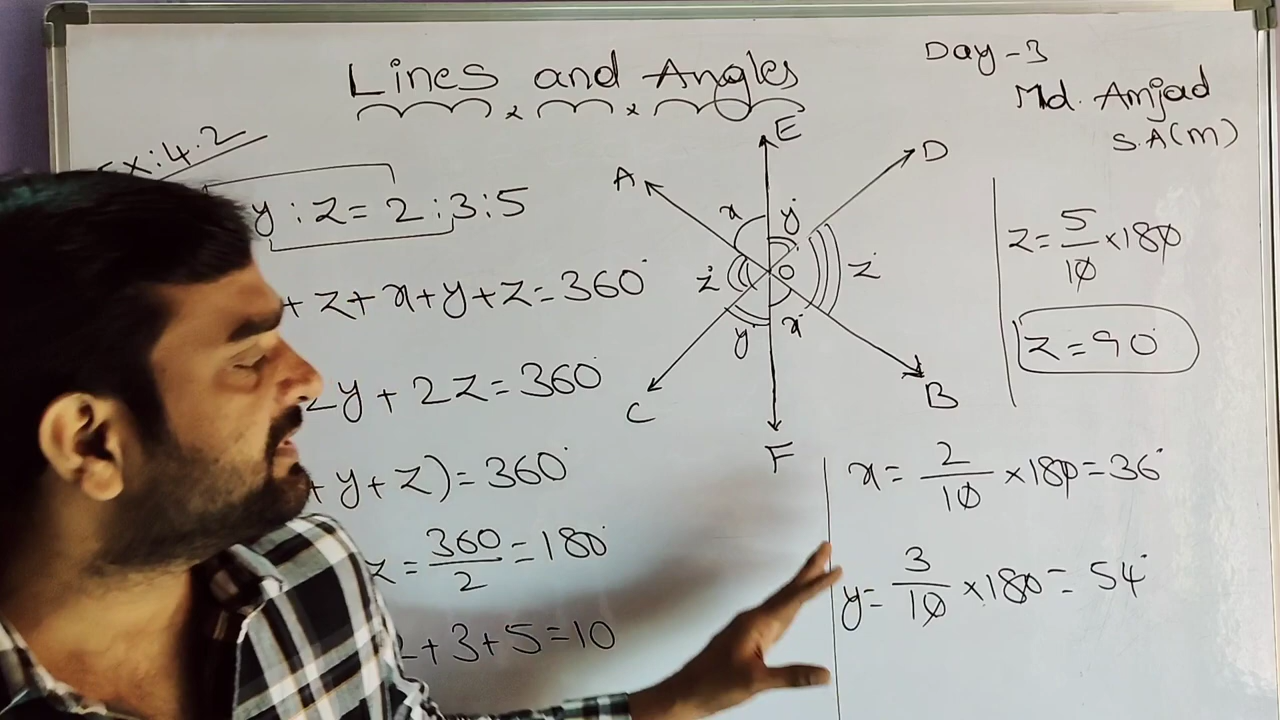 Lines and Angles
Day-3
Md. Amjad
S.A(m)
Ex:4.2
y:z=2:3:5
+z+x+y+z=360°
2y+2z=360°
+y+z)=360°
z=360/2=180°
2+3+5=10
A
E
D
x
y°
z°
O
z°
y°
x°
C
B
F
z=5/10×180
z=90°
x=2/10×180=36°
y=3/10×180=54°